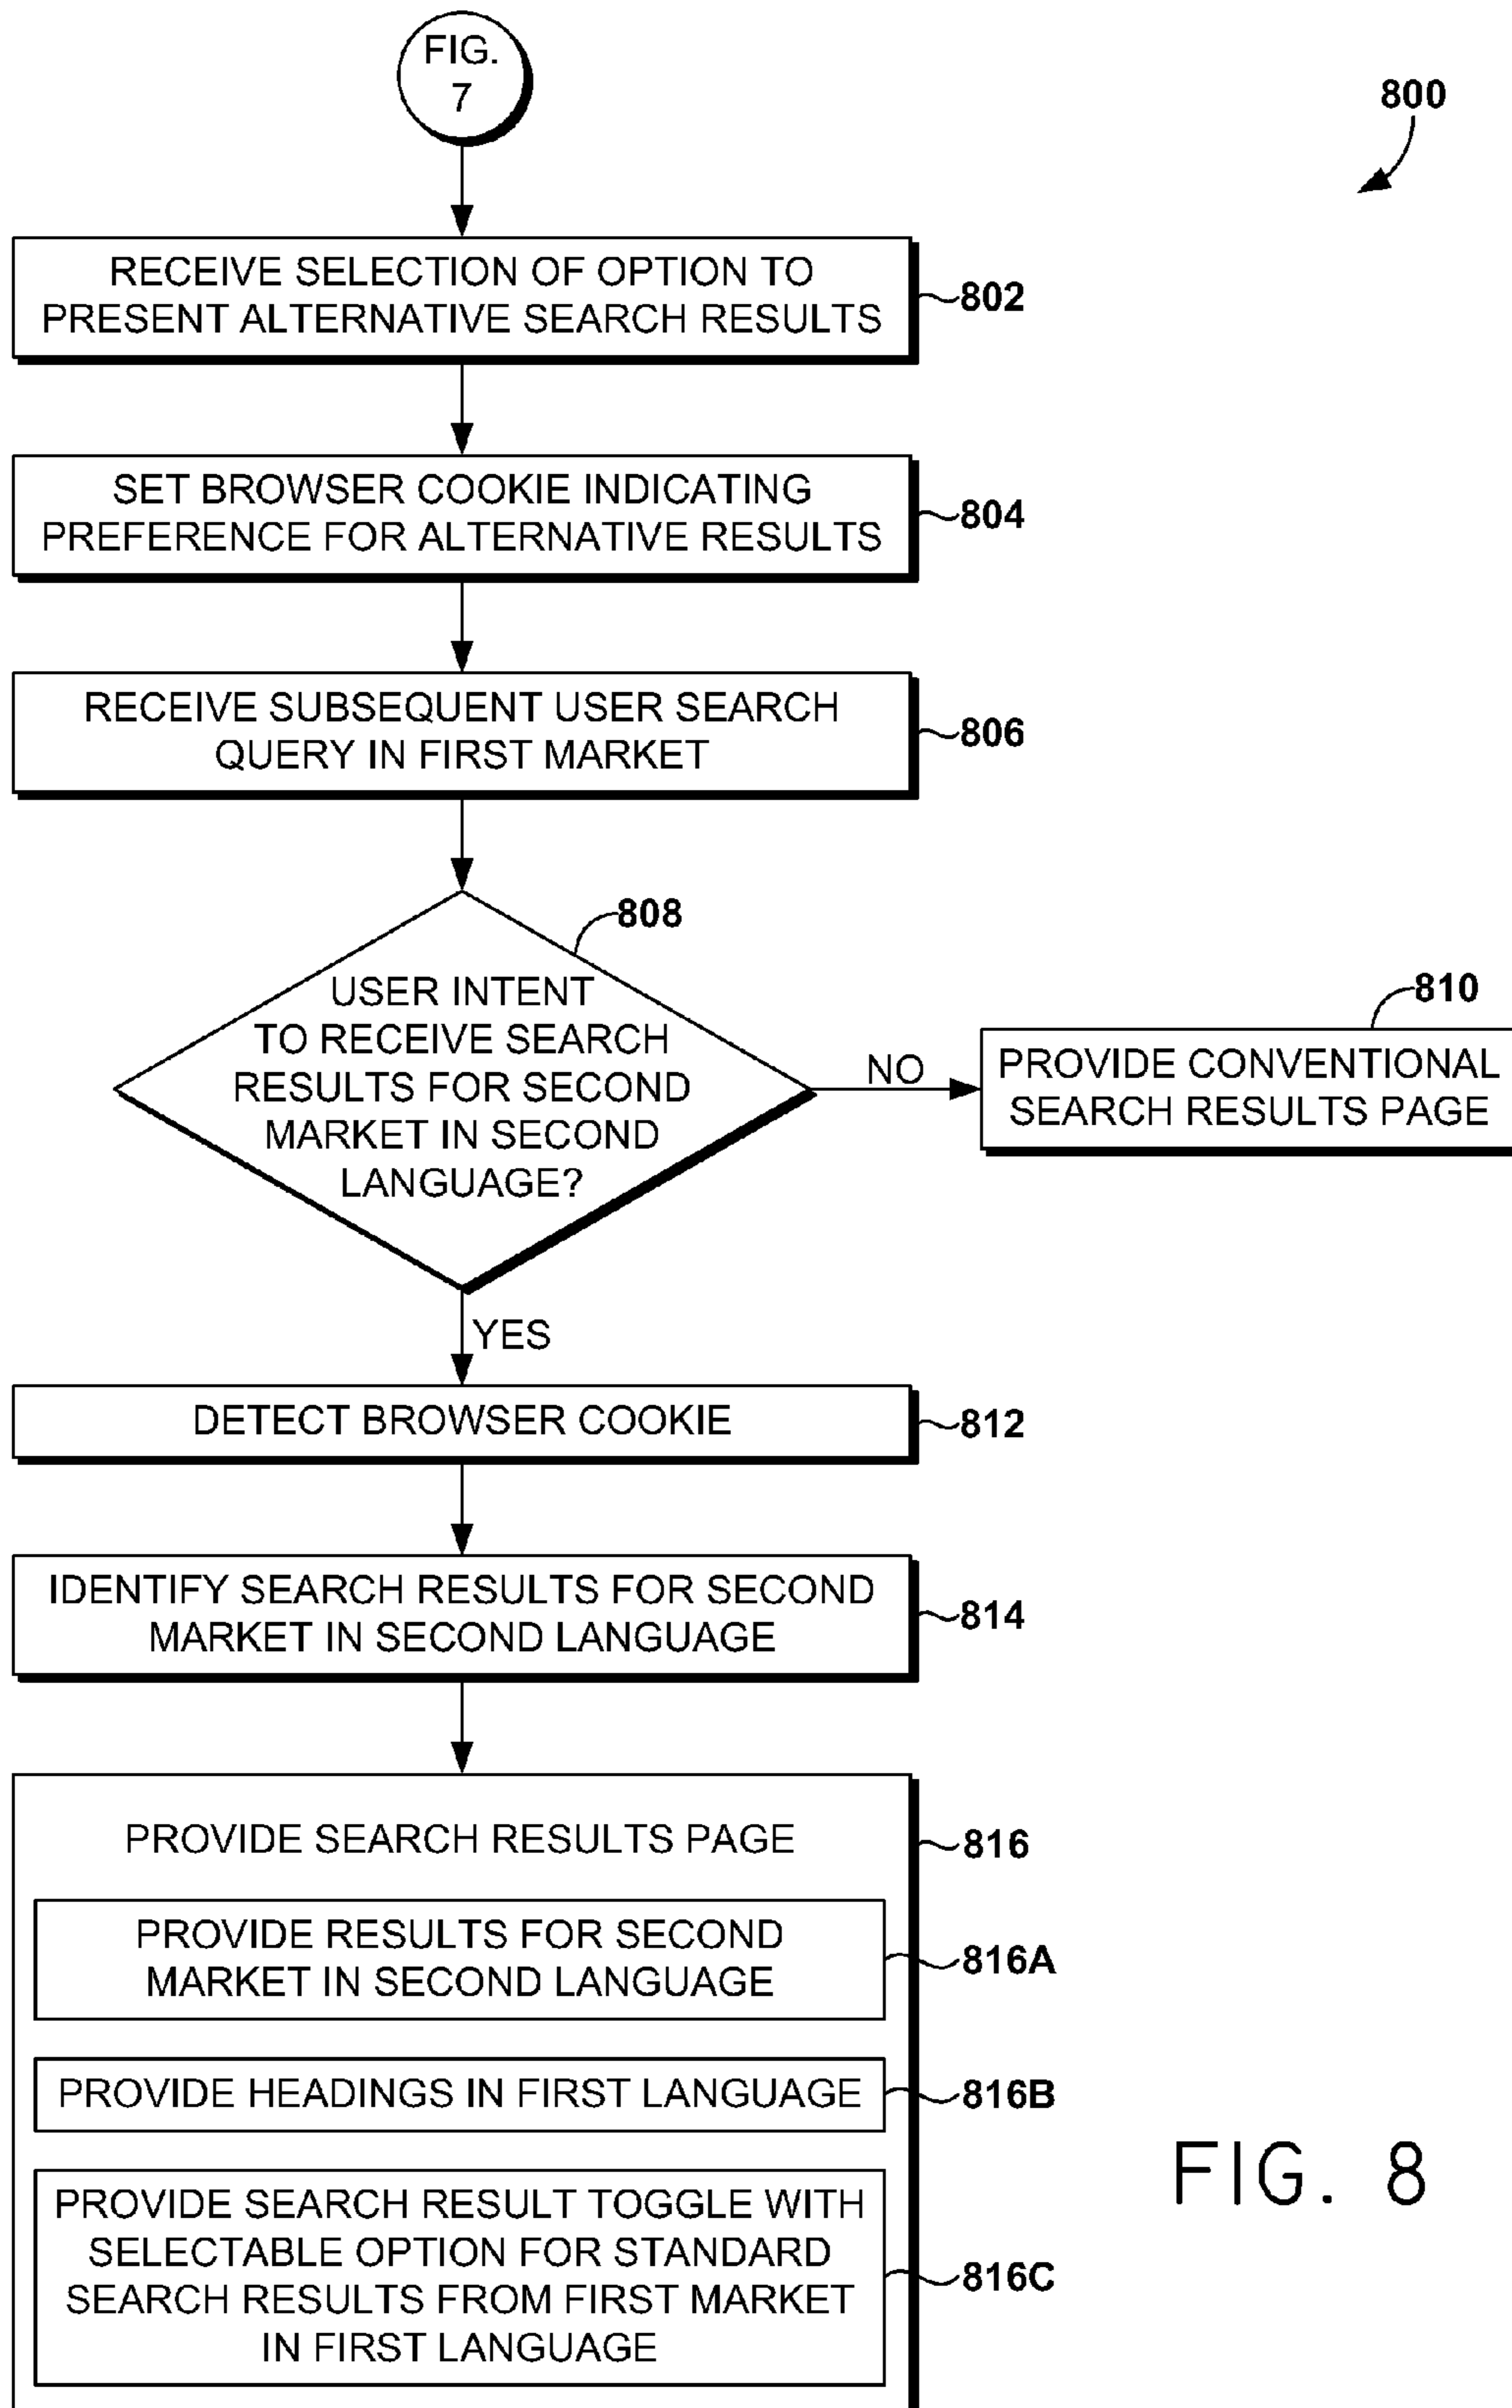 FIG.
7
800
RECEIVE SELECTION OF OPTION TO
PRESENT ALTERNATIVE SEARCH RESULTS
802
SET BROWSER COOKIE INDICATING
PREFERENCE FOR ALTERNATIVE RESULTS
804
RECEIVE SUBSEQUENT USER SEARCH
QUERY IN FIRST MARKET
806
808
USER INTENT
TO RECEIVE SEARCH
RESULTS FOR SECOND
MARKET IN SECOND
LANGUAGE?
NO
810
PROVIDE CONVENTIONAL
SEARCH RESULTS PAGE
YES
DETECT BROWSER COOKIE
812
IDENTIFY SEARCH RESULTS FOR SECOND
MARKET IN SECOND LANGUAGE
814
PROVIDE SEARCH RESULTS PAGE
816
PROVIDE RESULTS FOR SECOND
MARKET IN SECOND LANGUAGE
816A
PROVIDE HEADINGS IN FIRST LANGUAGE
816B
PROVIDE SEARCH RESULT TOGGLE WITH
SELECTABLE OPTION FOR STANDARD
SEARCH RESULTS FROM FIRST MARKET
IN FIRST LANGUAGE
816C
FIG. 8